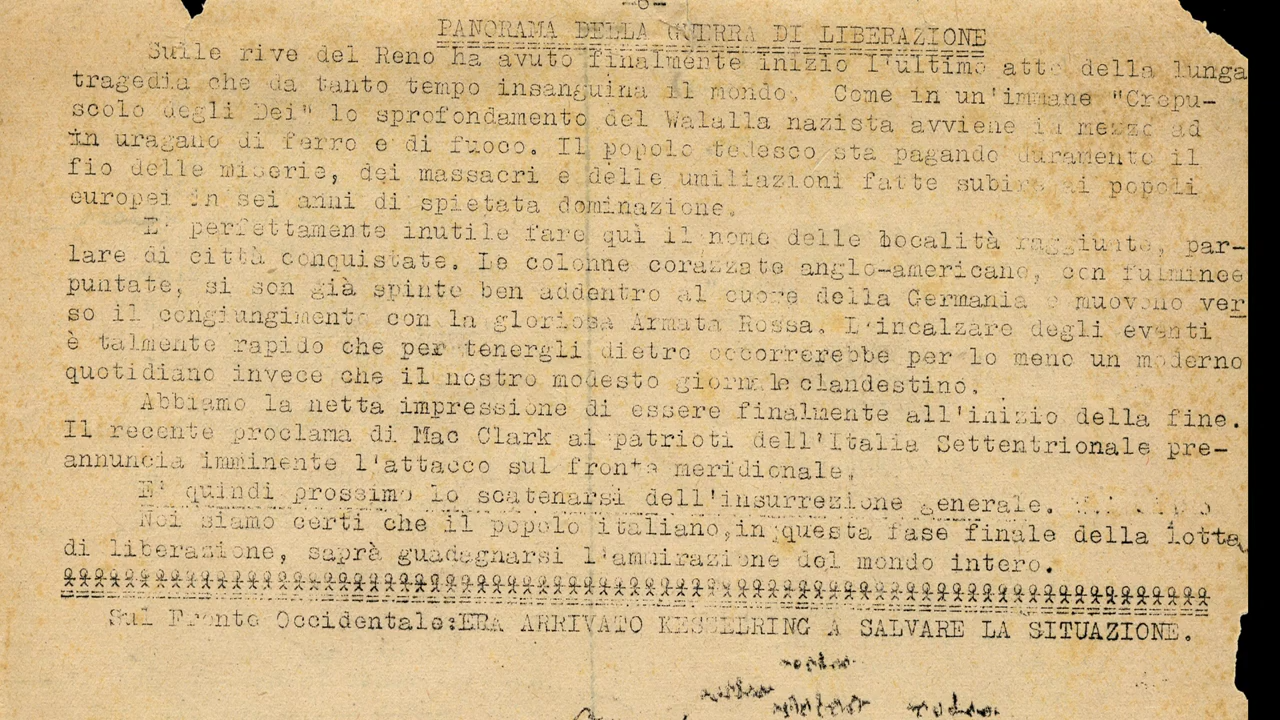 -6-
PANORAMA DELLA GUERRA DI LIBERAZIONE
Sulle rive del Reno ha avuto finalmente inizio l'ultimo atto della lunga
tragedia che da tanto tempo insanguina il mondo. Come in un'immane "Crepu-
scolo degli Dei" lo sprofondamento del Walalla nazista avviene in mezzo ad
in uragano di ferro e di fuoco. Il popolo tedesco sta pagando duramente il
fio delle miserie, dei massacri e delle umiliazioni fatte subire ai popoli
europei in sei anni di spietata dominazione.
E' perfettamente inutile fare quì il nome delle località raggiunte, par-
lare di città conquistate. Le colonne corazzate anglo-americane, con fulminee
puntate, si son già spinte ben addentro al cuore della Germania e muovono ver
so il congiungimento con la gloriosa Armata Rossa. L'incalzare degli eventi
è talmente rapido che per tenergli dietro occorrerebbe per lo meno un moderno
quotidiano invece che il nostro modesto giornale clandestino.
Abbiamo la netta impressione di essere finalmente all'inizio della fine.
Il recente proclama di Mac Clark ai patrioti dell'Italia Settentrionale pre-
annuncia imminente l'attacco sul fronte meridionale.
E' quindi prossimo lo scatenarsi dell'insurrezione generale.
Noi siamo certi che il popolo italiano,in questa fase finale della lotta
di liberazione, saprà guadagnarsi l'ammirazione del mondo intero.
Sul Fronte Occidentale:ERA ARRIVATO KESSELRING A SALVARE LA SITUAZIONE.